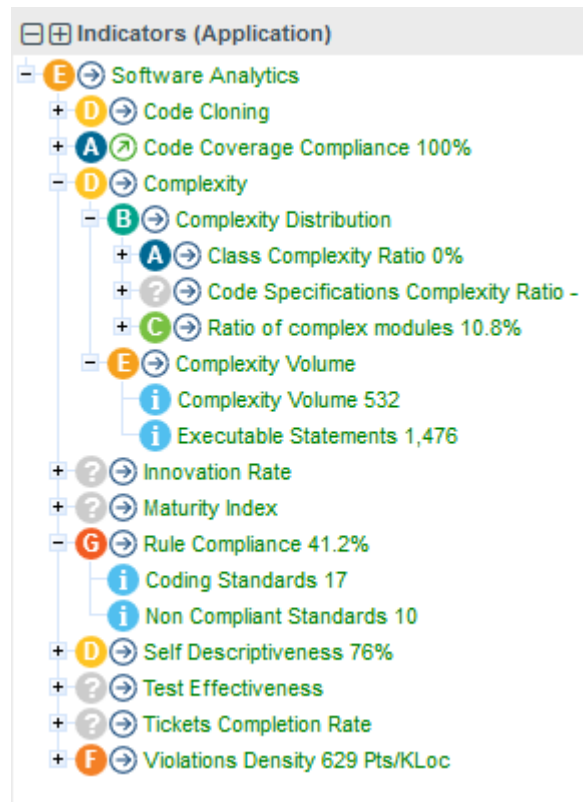 Indicators (Application)
E Software Analytics
D Code Cloning
A Code Coverage Compliance 100%
D Complexity
B Complexity Distribution
A Class Complexity Ratio 0%
? Code Specifications Complexity Ratio -
C Ratio of complex modules 10.8%
E Complexity Volume
i Complexity Volume 532
i Executable Statements 1,476
? Innovation Rate
? Maturity Index
G Rule Compliance 41.2%
i Coding Standards 17
i Non Compliant Standards 10
D Self Descriptiveness 76%
? Test Effectiveness
? Tickets Completion Rate
F Violations Density 629 Pts/KLoc